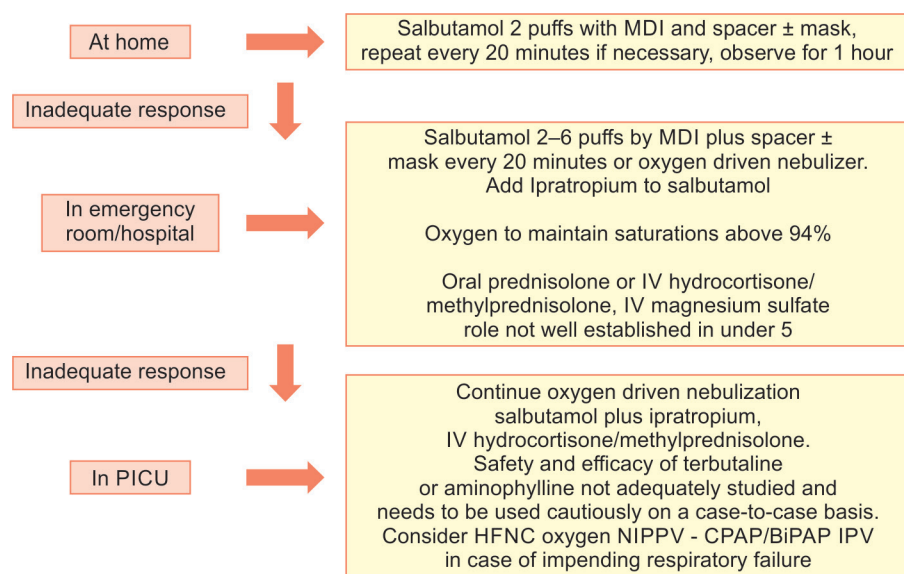 At home
Salbutamol 2 puffs with MDI and spacer ± mask,
repeat every 20 minutes if necessary, observe for 1 hour
Inadequate response
Salbutamol 2–6 puffs by MDI plus spacer ±
mask every 20 minutes or oxygen driven nebulizer.
Add Ipratropium to salbutamol
In emergency
room/hospital
Oxygen to maintain saturations above 94%
Oral prednisolone or IV hydrocortisone/
methylprednisolone, IV magnesium sulfate
role not well established in under 5
Inadequate response
Continue oxygen driven nebulization
salbutamol plus ipratropium,
IV hydrocortisone/methylprednisolone.
In PICU
Safety and efficacy of terbutaline
or aminophylline not adequately studied and
needs to be used cautiously on a case-to-case basis.
Consider HFNC oxygen NIPPV - CPAP/BiPAP IPV
in case of impending respiratory failure